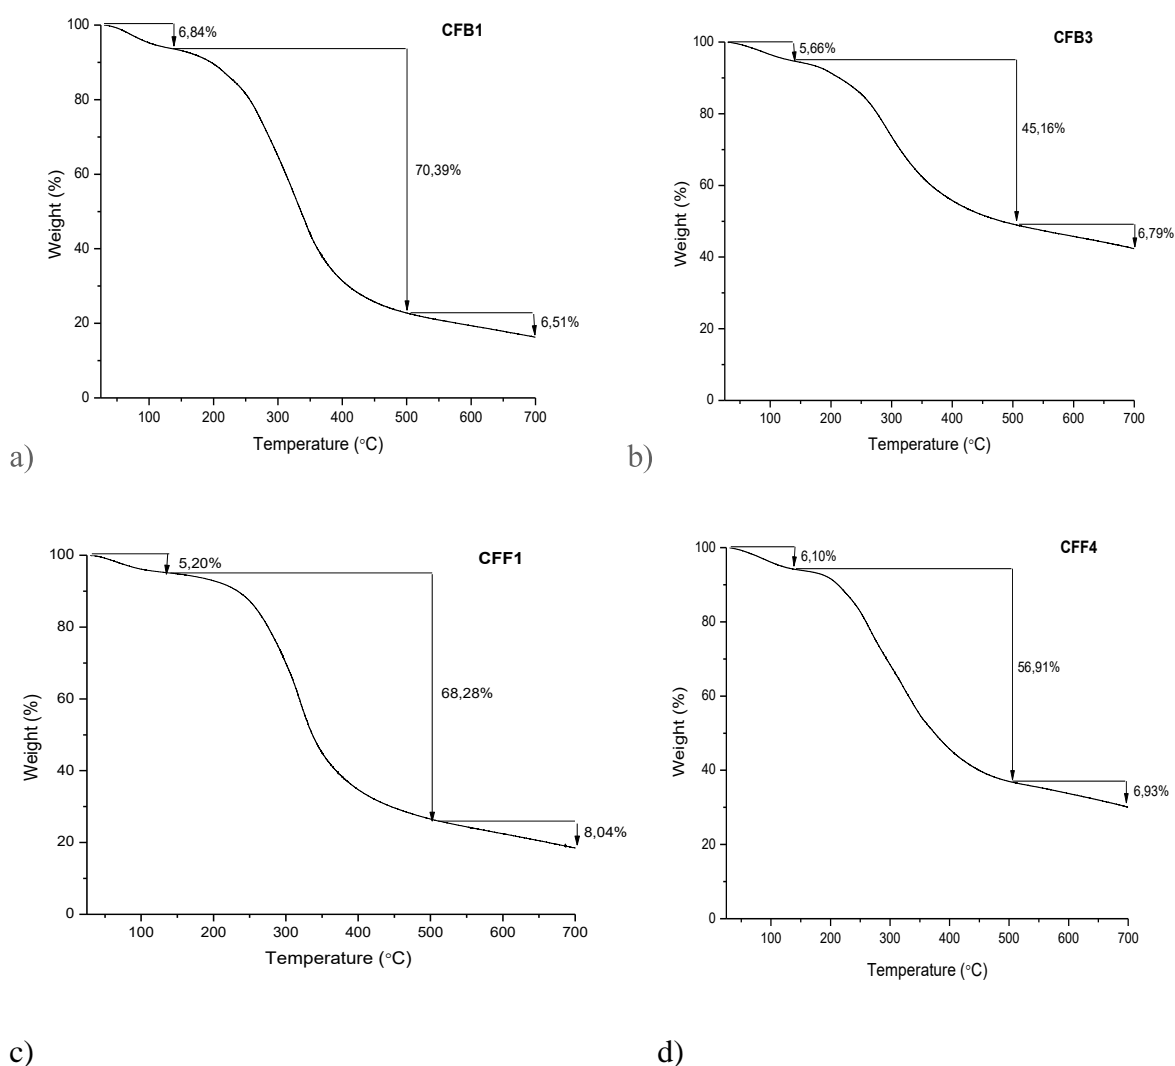 CFB1
6,84%
70,39%
6,51%
Weight (%)
100
80
60
40
20
0
100 200 300 400 500 600 700
Temperature (°C)
a)
CFB3
5,66%
45,16%
6,79%
Weight (%)
100
80
60
40
20
0
100 200 300 400 500 600 700
Temperature (°C)
b)
CFF1
5,20%
68,28%
8,04%
Weight (%)
100
80
60
40
20
0
100 200 300 400 500 600 700
Temperature (°C)
c)
CFF4
6,10%
56,91%
6,93%
Weight (%)
100
80
60
40
20
0
100 200 300 400 500 600 700
Temperature (°C)
d)